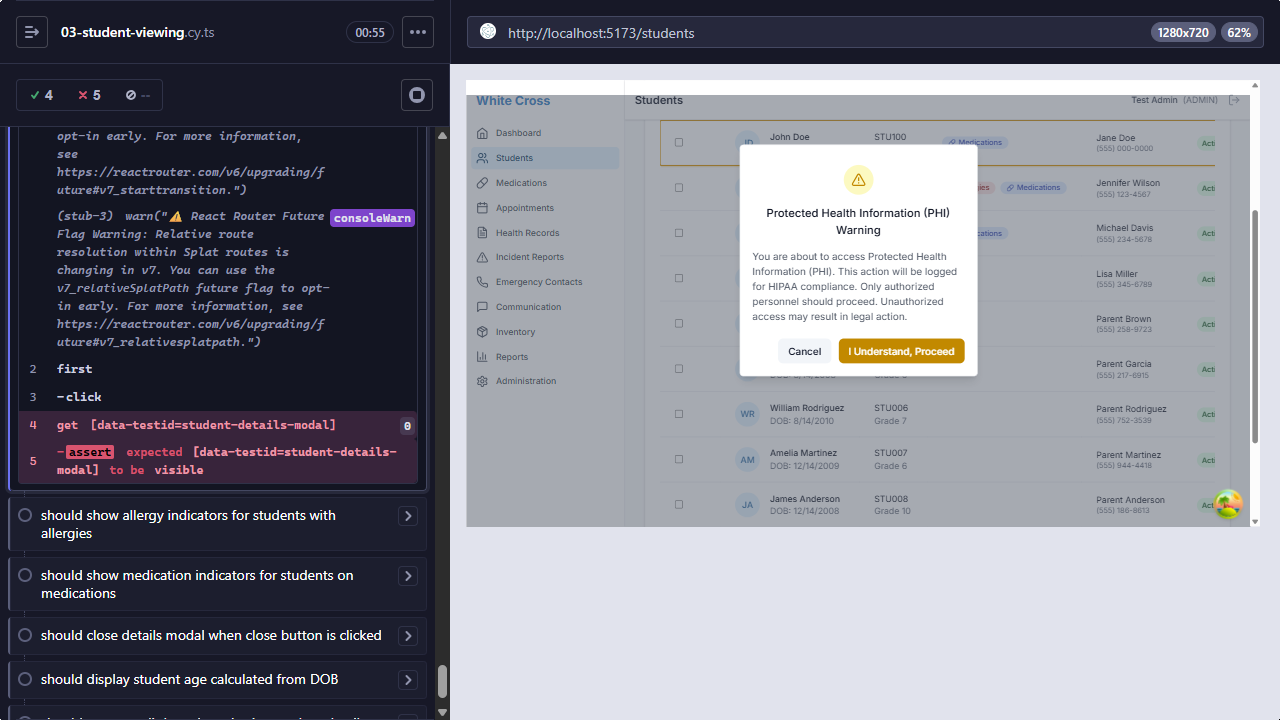 03-student-viewing.cy.ts
00:55
4
5
--
opt-in early. For more information,
see
https://reactrouter.com/v6/upgrading/f
uture#v7_starttransition.")
(stub-3) warn("⚠️ React Router Future
consoleWarn
Flag Warning: Relative route
resolution within Splat routes is
changing in v7. You can use the
v7_relativeSplatPath future flag to opt-
in early. For more information, see
https://reactrouter.com/v6/upgrading/f
uture#v7_relativesplatpath.")
2 first
3 -click
4 get [data-testid=student-details-modal] 0
5 -assert expected [data-testid=student-details-
modal] to be visible
should show allergy indicators for students with
allergies
should show medication indicators for students on
medications
should close details modal when close button is clicked
should display student age calculated from DOB
http://localhost:5173/students
1280x720
62%
White Cross
Dashboard
Students
Medications
Appointments
Health Records
Incident Reports
Emergency Contacts
Communication
Inventory
Reports
Administration
Students
Test Admin (ADMIN)
John Doe STU100 Medications Jane Doe
(555) 000-0000
Medications Jennifer Wilson
(555) 123-4567
Michael Davis
(555) 234-5678
Lisa Miller
(555) 345-6789
Parent Brown
(555) 258-9723
Parent Garcia
(555) 217-6915
WR William Rodriguez STU006 Parent Rodriguez
DOB: 8/14/2010 Grade 7 (555) 752-3539
AM Amelia Martinez STU007 Parent Martinez
DOB: 12/14/2009 Grade 6 (555) 944-4418
JA James Anderson STU008 Parent Anderson
DOB: 12/14/2008 Grade 10 (555) 186-8613
Protected Health Information (PHI)
Warning
You are about to access Protected Health
Information (PHI). This action will be logged
for HIPAA compliance. Only authorized
personnel should proceed. Unauthorized
access may result in legal action.
Cancel
I Understand, Proceed